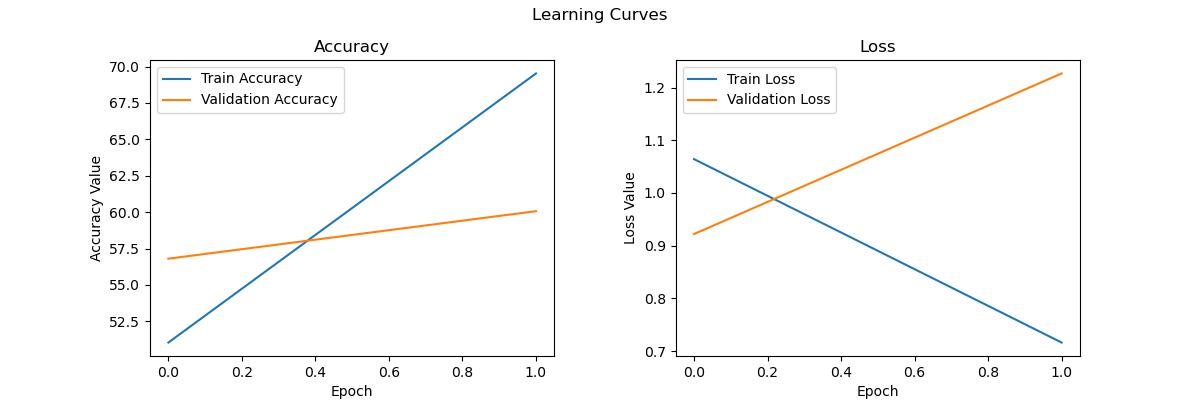 Learning Curves
Accuracy
Train Accuracy
Validation Accuracy
70.0
67.5
65.0
62.5
60.0
57.5
55.0
52.5
Accuracy Value
0.0 0.2 0.4 0.6 0.8 1.0
Epoch
Loss
Train Loss
Validation Loss
1.2
1.1
1.0
0.9
0.8
0.7
Loss Value
0.0 0.2 0.4 0.6 0.8 1.0
Epoch